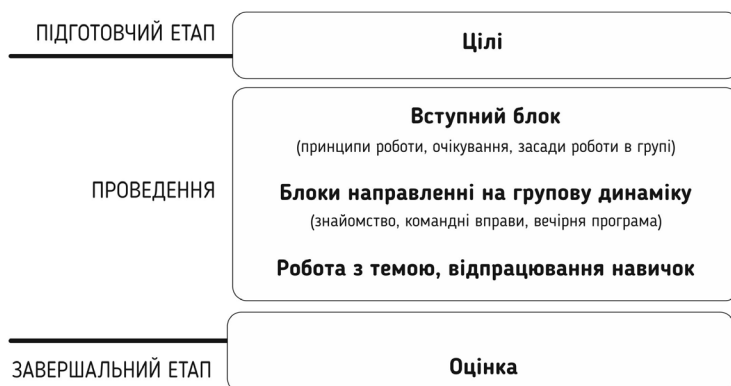 ПІДГОТОВЧИЙ ЕТАП
Цілі
Вступний блок
(принципи роботи, очікування, засади роботи в групі)
ПРОВЕДЕННЯ
Блоки направленні на групову динаміку
(знайомство, командні вправи, вечірня програма)
Робота з темою, відпрацювання навичок
ЗАВЕРШАЛЬНИЙ ЕТАП
Оцінка